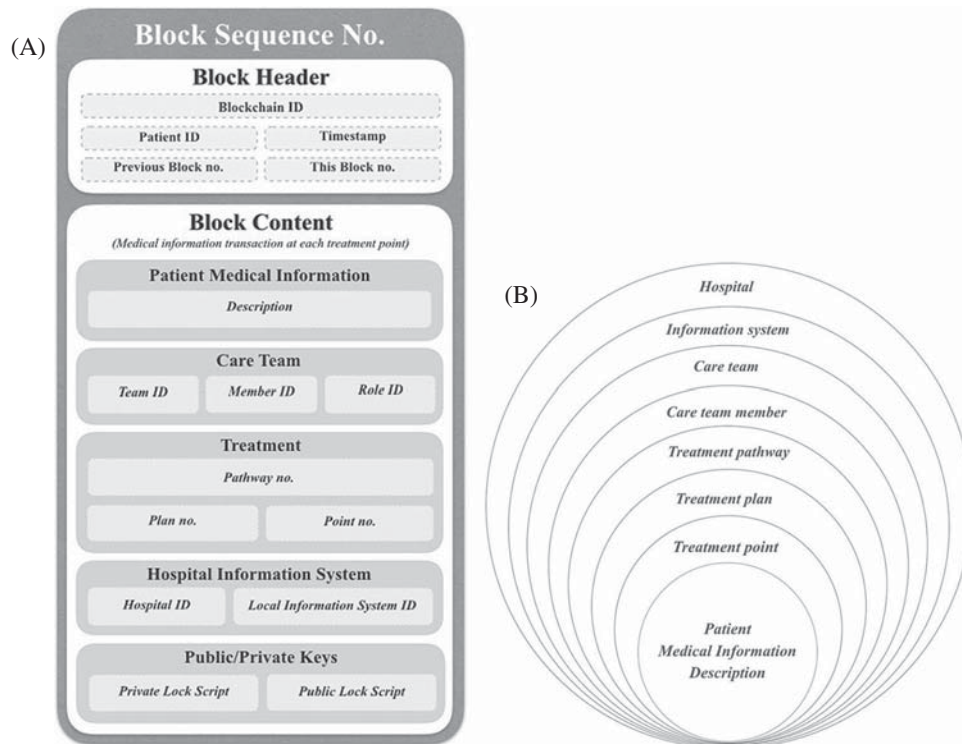 (A)
Block Sequence No.
Block Header
Blockchain ID
Patient ID Timestamp
Previous Block no. This Block no.
Block Content
(Medical information transaction at each treatment point)
Patient Medical Information
Description
Care Team
Team ID Member ID Role ID
Treatment
Pathway no.
Plan no. Point no.
Hospital Information System
Hospital ID Local Information System ID
Public/Private Keys
Private Lock Script Public Lock Script
(B)
Hospital
Information system
Care team
Care team member
Treatment pathway
Treatment plan
Treatment point
Patient
Medical Information
Description